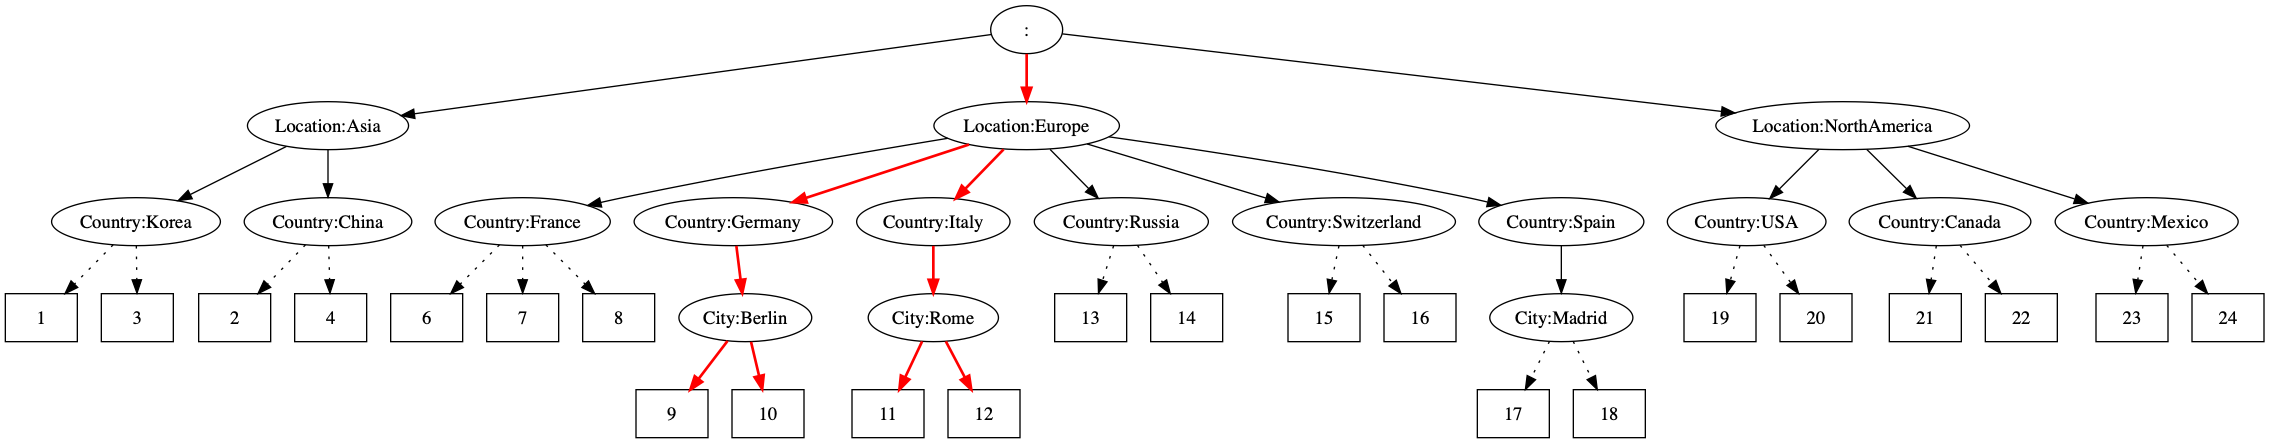 :
Location:Asia
Location:Europe
Location:NorthAmerica
Country:Korea
Country:China
Country:France
Country:Germany
Country:Italy
Country:Russia
Country:Switzerland
Country:Spain
Country:USA
Country:Canada
Country:Mexico
1
3
2
4
6
7
8
City:Berlin
City:Rome
13
14
15
16
City:Madrid
19
20
21
22
23
24
9
10
11
12
17
18